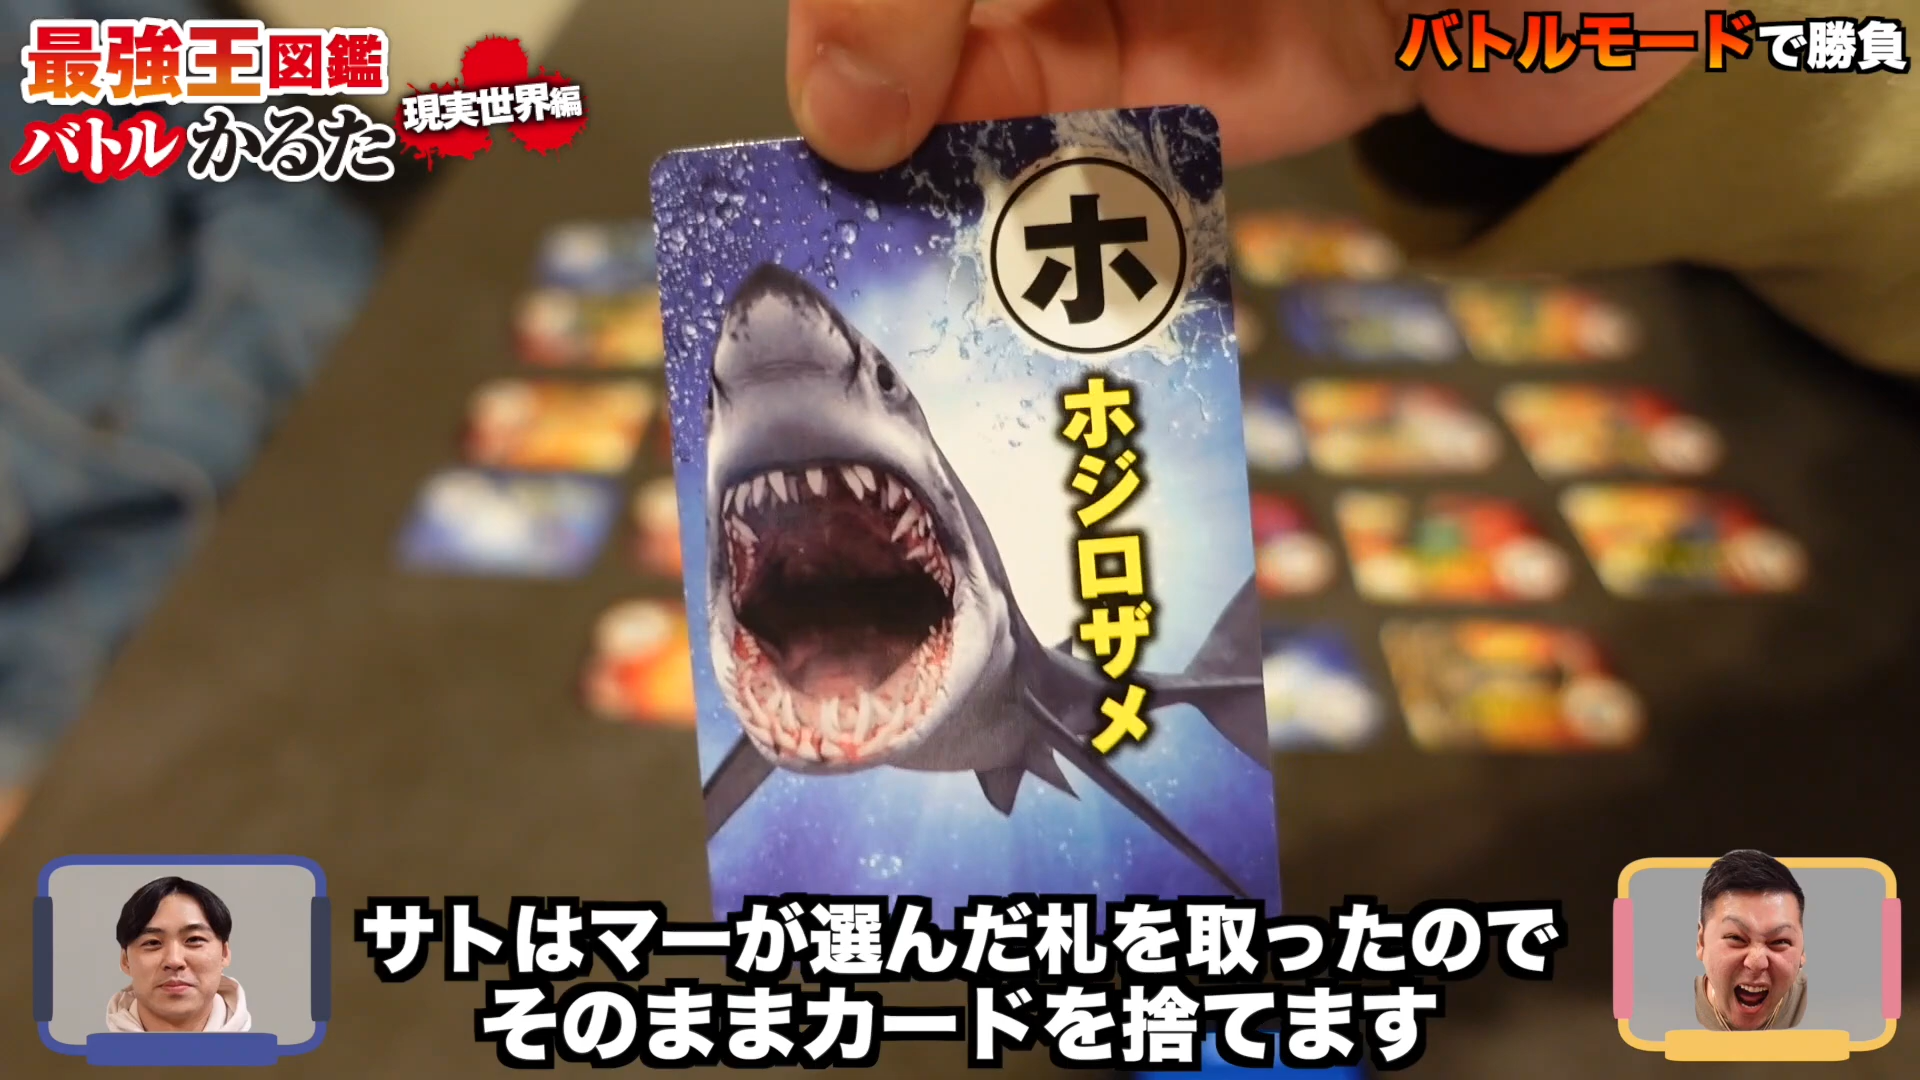 最強王図鑑
バトルかるた
現実世界編
バトルモードで勝負
ホ
ホジロザメ
サトはマーが選んだ札を取ったので
そのままカードを捨てます